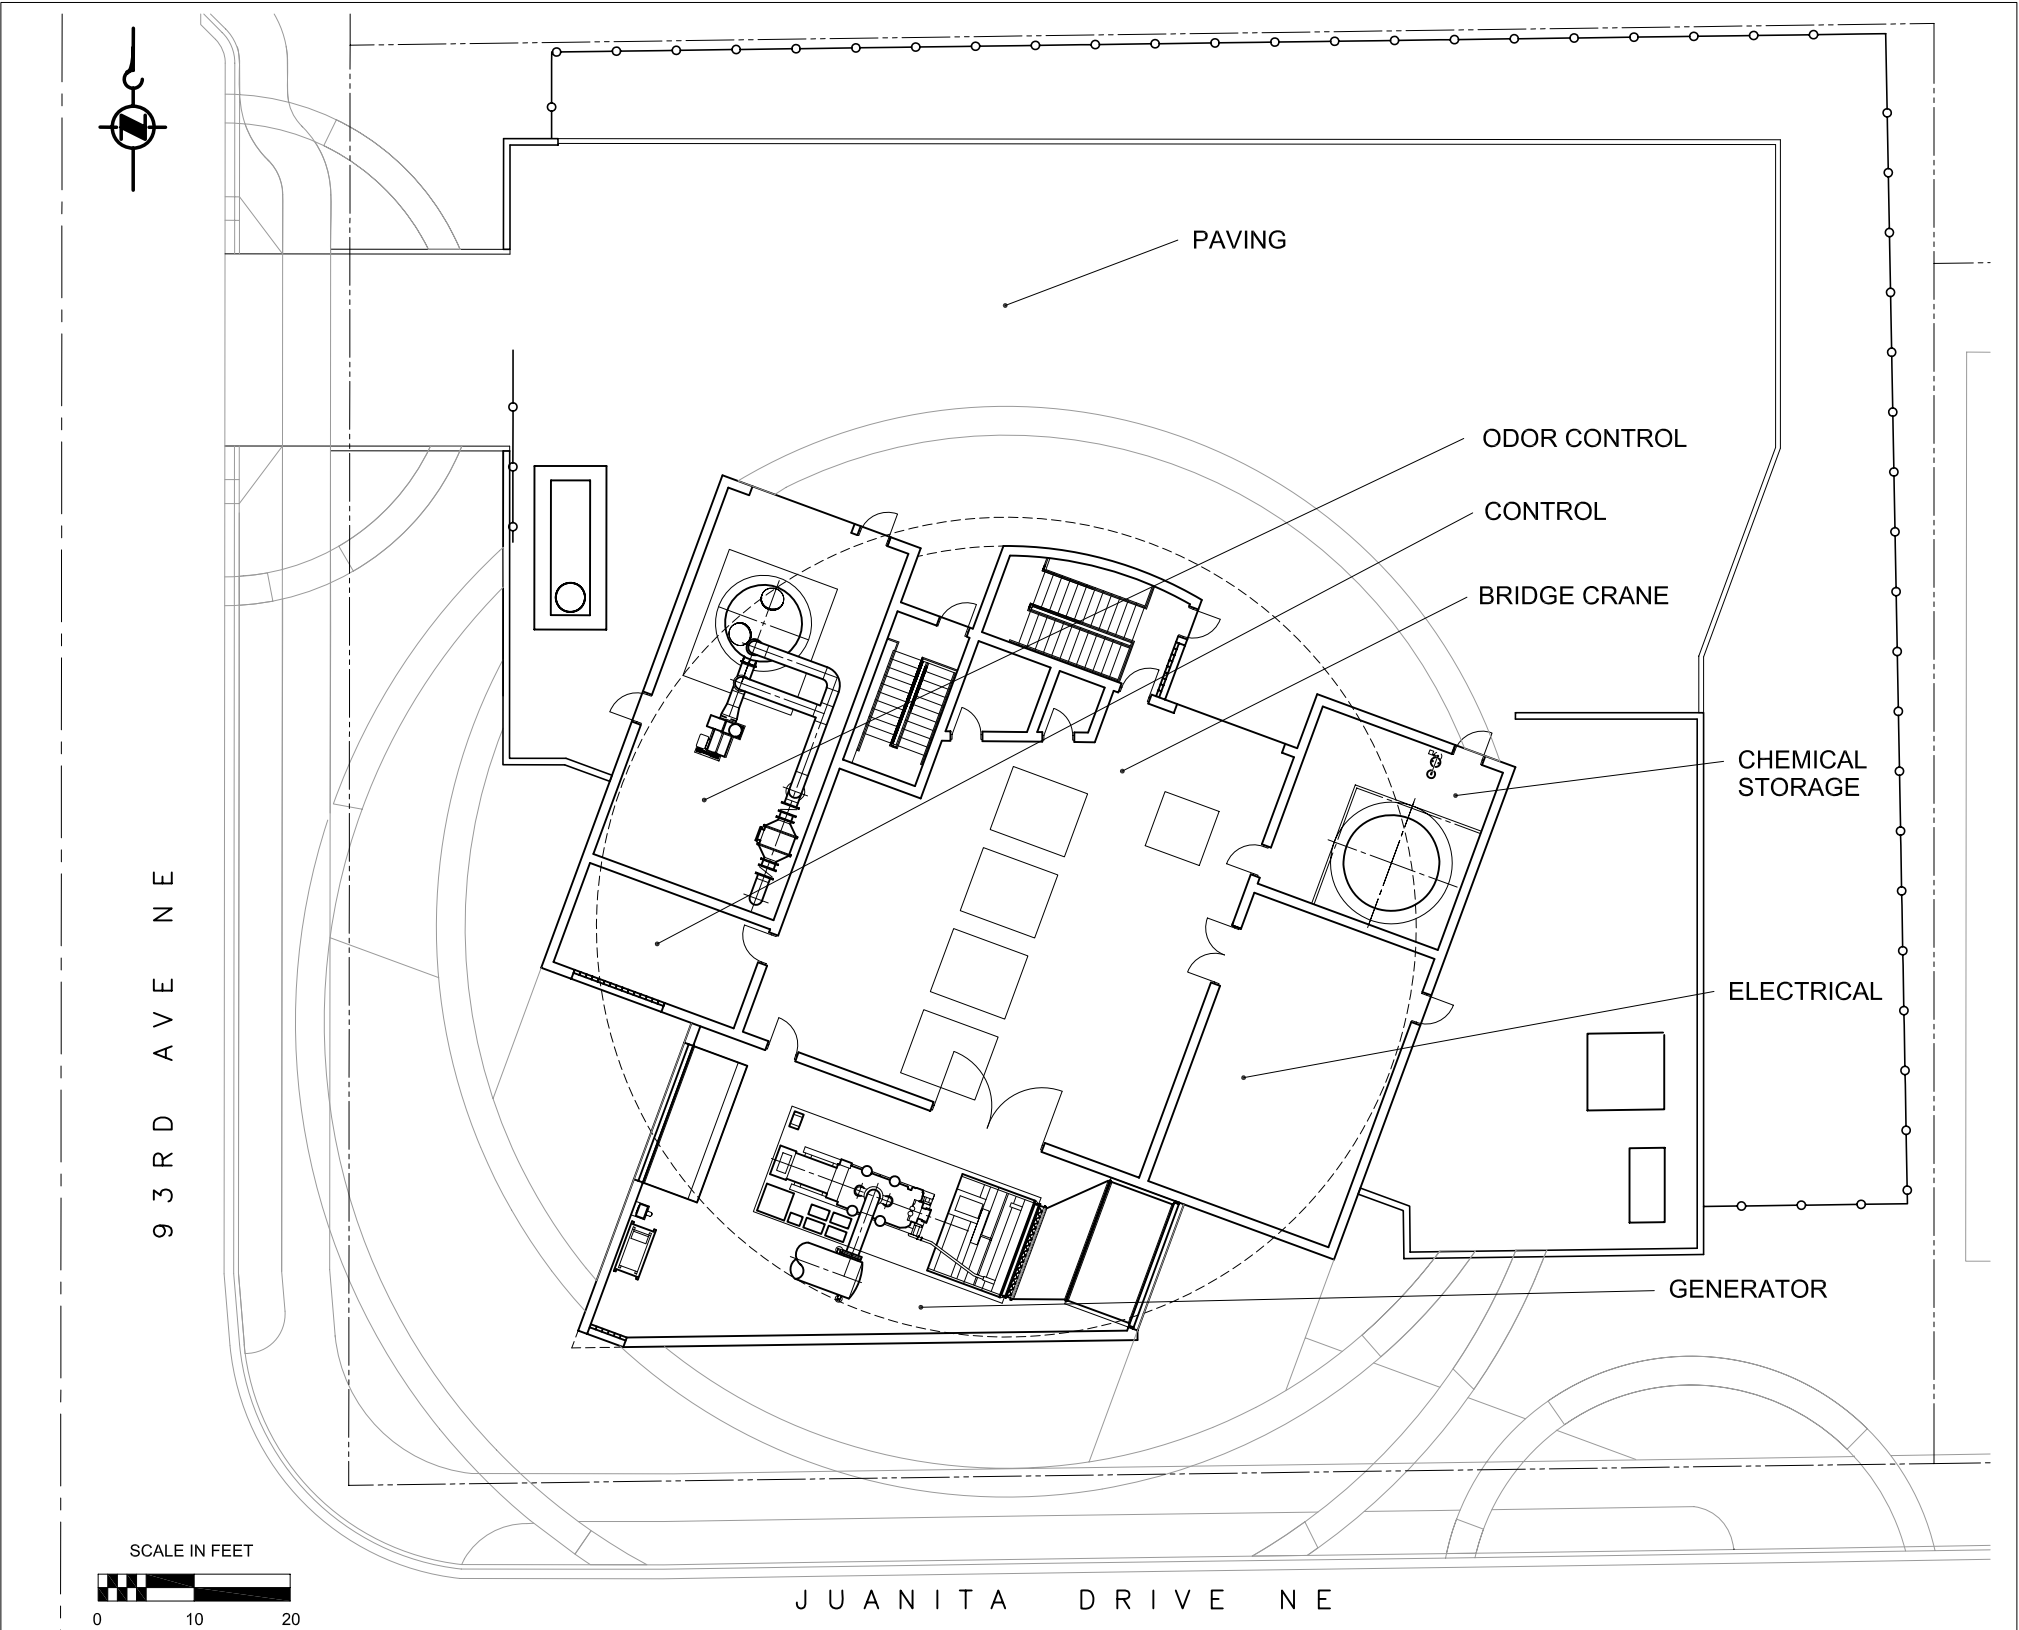 PAVING
ODOR CONTROL
CONTROL
BRIDGE CRANE
CHEMICAL
STORAGE
ELECTRICAL
GENERATOR
93RD AVE NE
SCALE IN FEET
0 10 20
JUANITA DRIVE NE